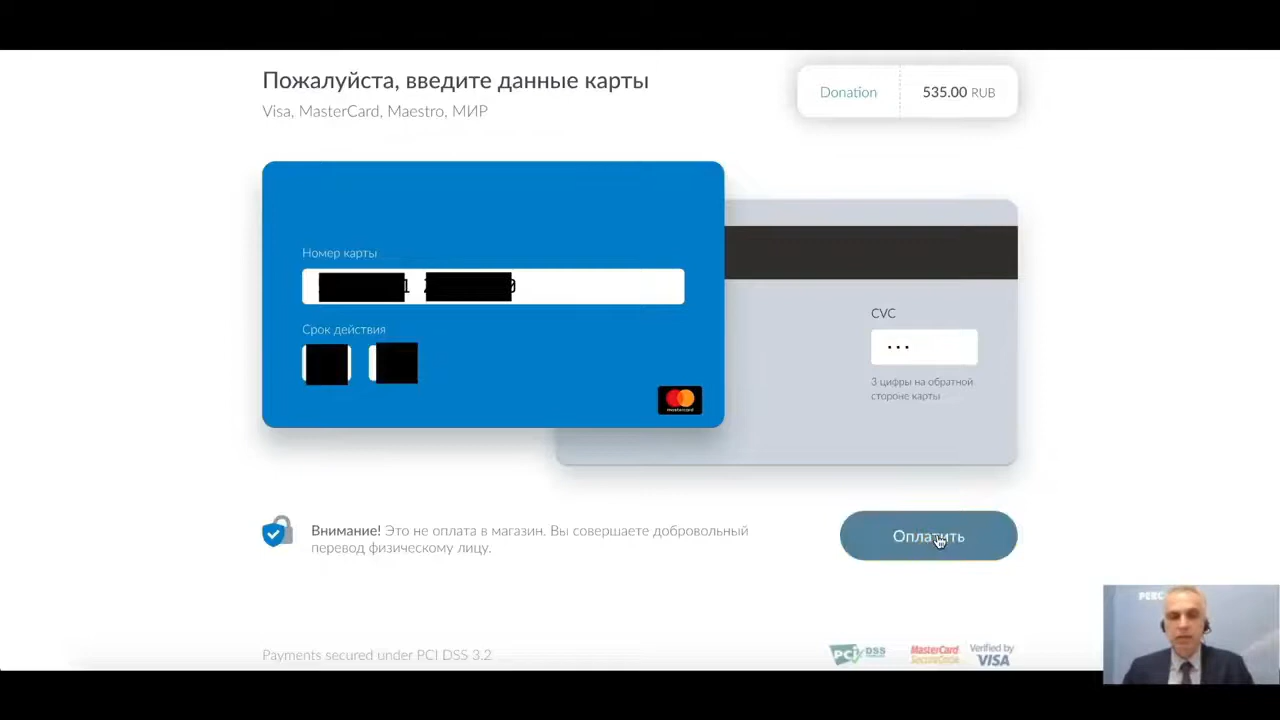 Пожалуйста, введите данные карты
Visa, MasterCard, Maestro, МИР
Donation 535.00 RUB
Номер карты
Срок действия
mastercard
CVC
3 цифры на обратной
стороне карты
Внимание! Это не оплата в магазин. Вы совершаете добровольный
перевод физическому лицу.
Оплатить
Payments secured under PCI DSS 3.2
PCI DSS
MasterCard
SecureCode
Verified by
VISA